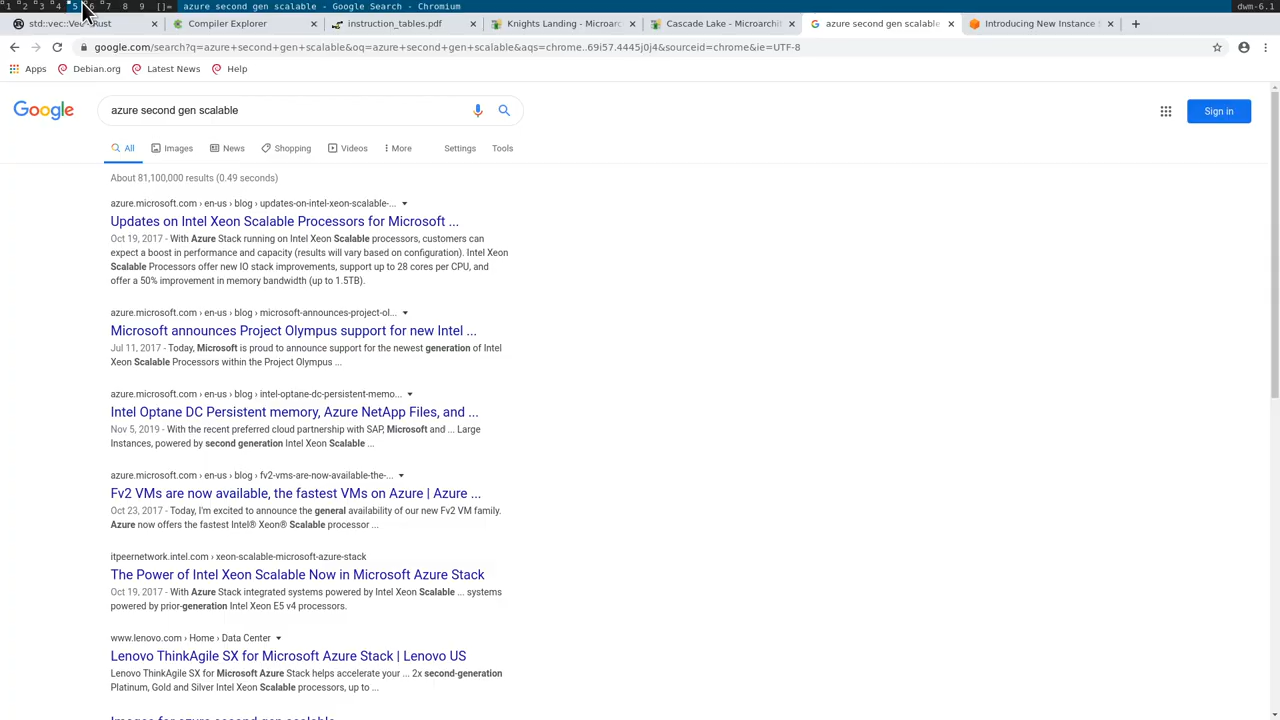 1 2 3 4 5 6 7 8 9 []= azure second gen scalable - Google Search - Chromium dwm-6.1
std::vec::Vec - Rust Compiler Explorer instruction_tables.pdf Knights Landing - Microarc Cascade Lake - Microarchit azure second gen scalable Introducing New Instance S
google.com/search?q=azure+second+gen+scalable&oq=azure+second+gen+scalable&aqs=chrome..69i57.4445j0j4&sourceid=chrome&ie=UTF-8
Apps Debian.org Latest News Help
Google azure second gen scalable Sign in
All Images News Shopping Videos More Settings Tools
About 81,100,000 results (0.49 seconds)
azure.microsoft.com › en-us › blog › updates-on-intel-xeon-scalable-...
Updates on Intel Xeon Scalable Processors for Microsoft ...
Oct 19, 2017 - With Azure Stack running on Intel Xeon Scalable processors, customers can
expect a boost in performance and capacity (results will vary based on configuration). Intel Xeon
Scalable Processors offer new IO stack improvements, support up to 28 cores per CPU, and
offer a 50% improvement in memory bandwidth (up to 1.5TB).
azure.microsoft.com › en-us › blog › microsoft-announces-project-ol...
Microsoft announces Project Olympus support for new Intel ...
Jul 11, 2017 - Today, Microsoft is proud to announce support for the newest generation of Intel
Xeon Scalable Processors within the Project Olympus ...
azure.microsoft.com › en-us › blog › intel-optane-dc-persistent-memo...
Intel Optane DC Persistent memory, Azure NetApp Files, and ...
Nov 5, 2019 - With the recent preferred cloud partnership with SAP, Microsoft and ... Large
Instances, powered by second generation Intel Xeon Scalable ...
azure.microsoft.com › en-us › blog › fv2-vms-are-now-available-the-...
Fv2 VMs are now available, the fastest VMs on Azure | Azure ...
Oct 23, 2017 - Today, I'm excited to announce the general availability of our new Fv2 VM family.
Azure now offers the fastest Intel® Xeon® Scalable processor ...
itpeernetwork.intel.com › xeon-scalable-microsoft-azure-stack
The Power of Intel Xeon Scalable Now in Microsoft Azure Stack
Oct 19, 2017 - With Azure Stack integrated systems powered by Intel Xeon Scalable ... systems
powered by prior-generation Intel Xeon E5 v4 processors.
www.lenovo.com › Home › Data Center
Lenovo ThinkAgile SX for Microsoft Azure Stack | Lenovo US
Lenovo ThinkAgile SX for Microsoft Azure Stack helps accelerate your ... 2x second-generation
Platinum, Gold and Silver Intel Xeon Scalable processors, up to ...
Images for azure second gen scalable